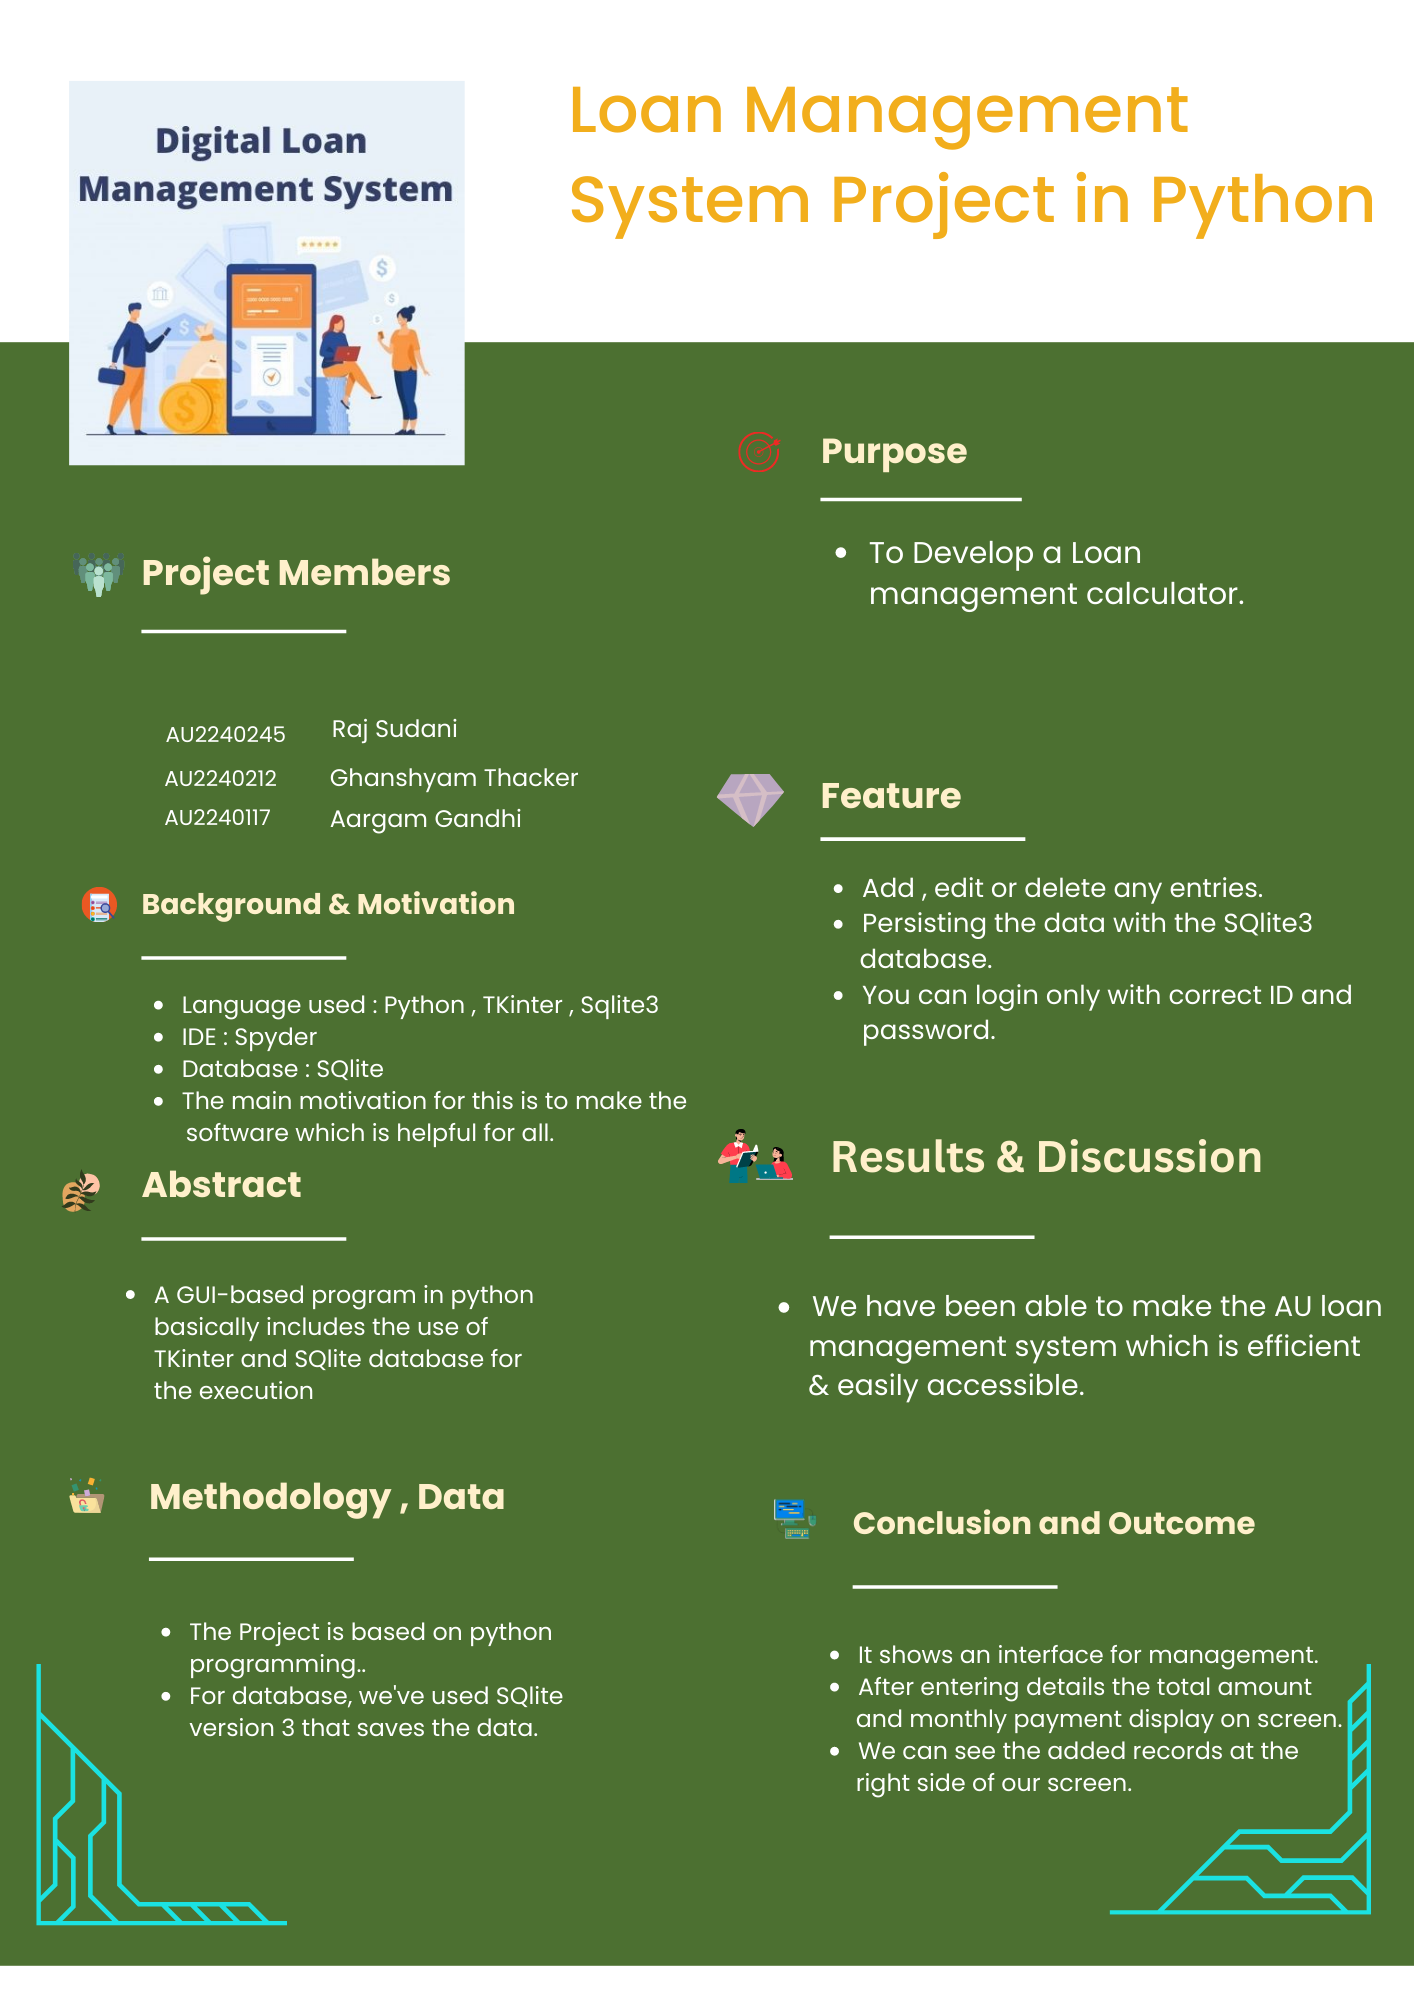 Digital Loan
Management System
Loan Management
System Project in Python
Project Members
AU2240245 Raj Sudani
AU2240212 Ghanshyam Thacker
AU2240117 Aargam Gandhi
Background & Motivation
• Language used : Python , TKinter , Sqlite3
• IDE : Spyder
• Database : SQlite
• The main motivation for this is to make the
software which is helpful for all.
Abstract
• A GUI-based program in python
basically includes the use of
TKinter and SQlite database for
the execution
Methodology , Data
• The Project is based on python
programming..
• For database, we've used SQlite
version 3 that saves the data.
Purpose
• To Develop a Loan
management calculator.
Feature
• Add , edit or delete any entries.
• Persisting the data with the SQlite3
database.
• You can login only with correct ID and
password.
Results & Discussion
• We have been able to make the AU loan
management system which is efficient
& easily accessible.
Conclusion and Outcome
• It shows an interface for management.
• After entering details the total amount
and monthly payment display on screen.
• We can see the added records at the
right side of our screen.